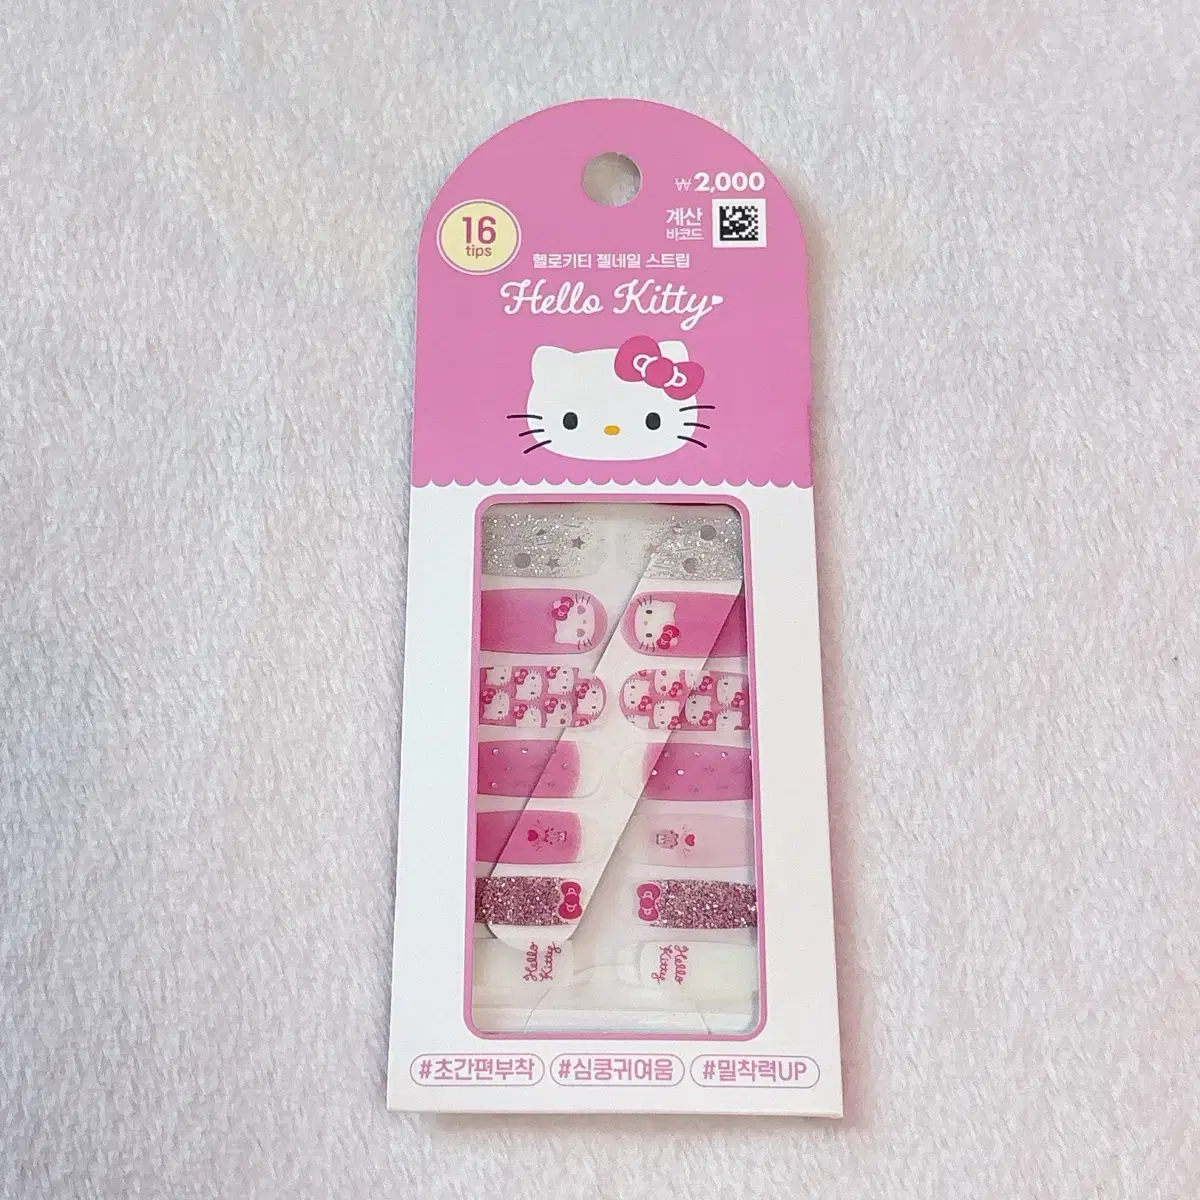 ₩2,000
16
tips
계산
바코드
헬로키티 젤네일 스트립
Hello Kitty
Hello
Kitty
Hello
Kitty
#초간편부착 #심쿵귀여움 #밀착력UP